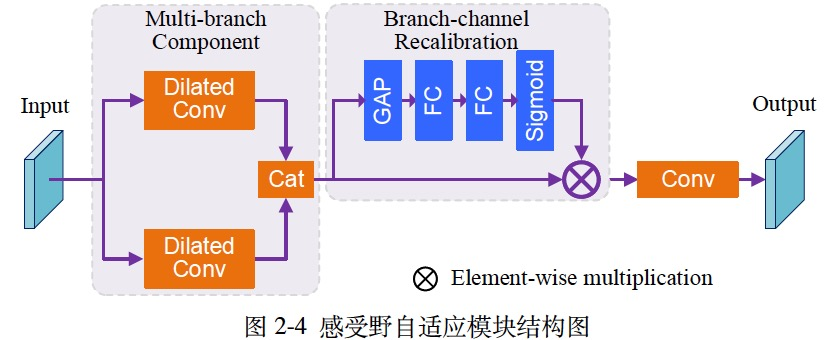 Multi-branch
Component
Branch-channel
Recalibration
Input
Dilated
Conv
GAP
FC
FC
Sigmoid
Output
Cat
Conv
Dilated
Conv
Element-wise multiplication
图 2-4 感受野自适应模块结构图